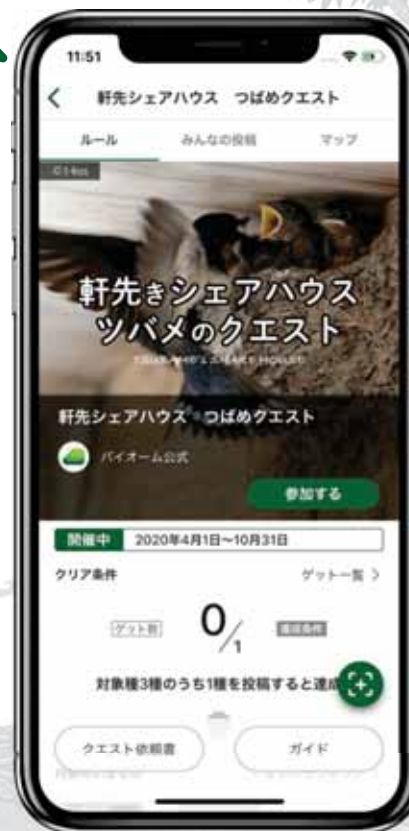 11:51
軒先シェアハウス つばめクエスト
ルール みんなの投稿 マップ
軒先きシェアハウス
ツバメのクエスト
軒先シェアハウス つばめクエスト
バイオーム公式
参加する
開催中 2020年4月1日〜10月31日
クリア条件 ゲット一覧 >
ゲット数 0/1 達成条件
対象種3種のうち1種を投稿すると達成
クエスト依頼書 ガイド